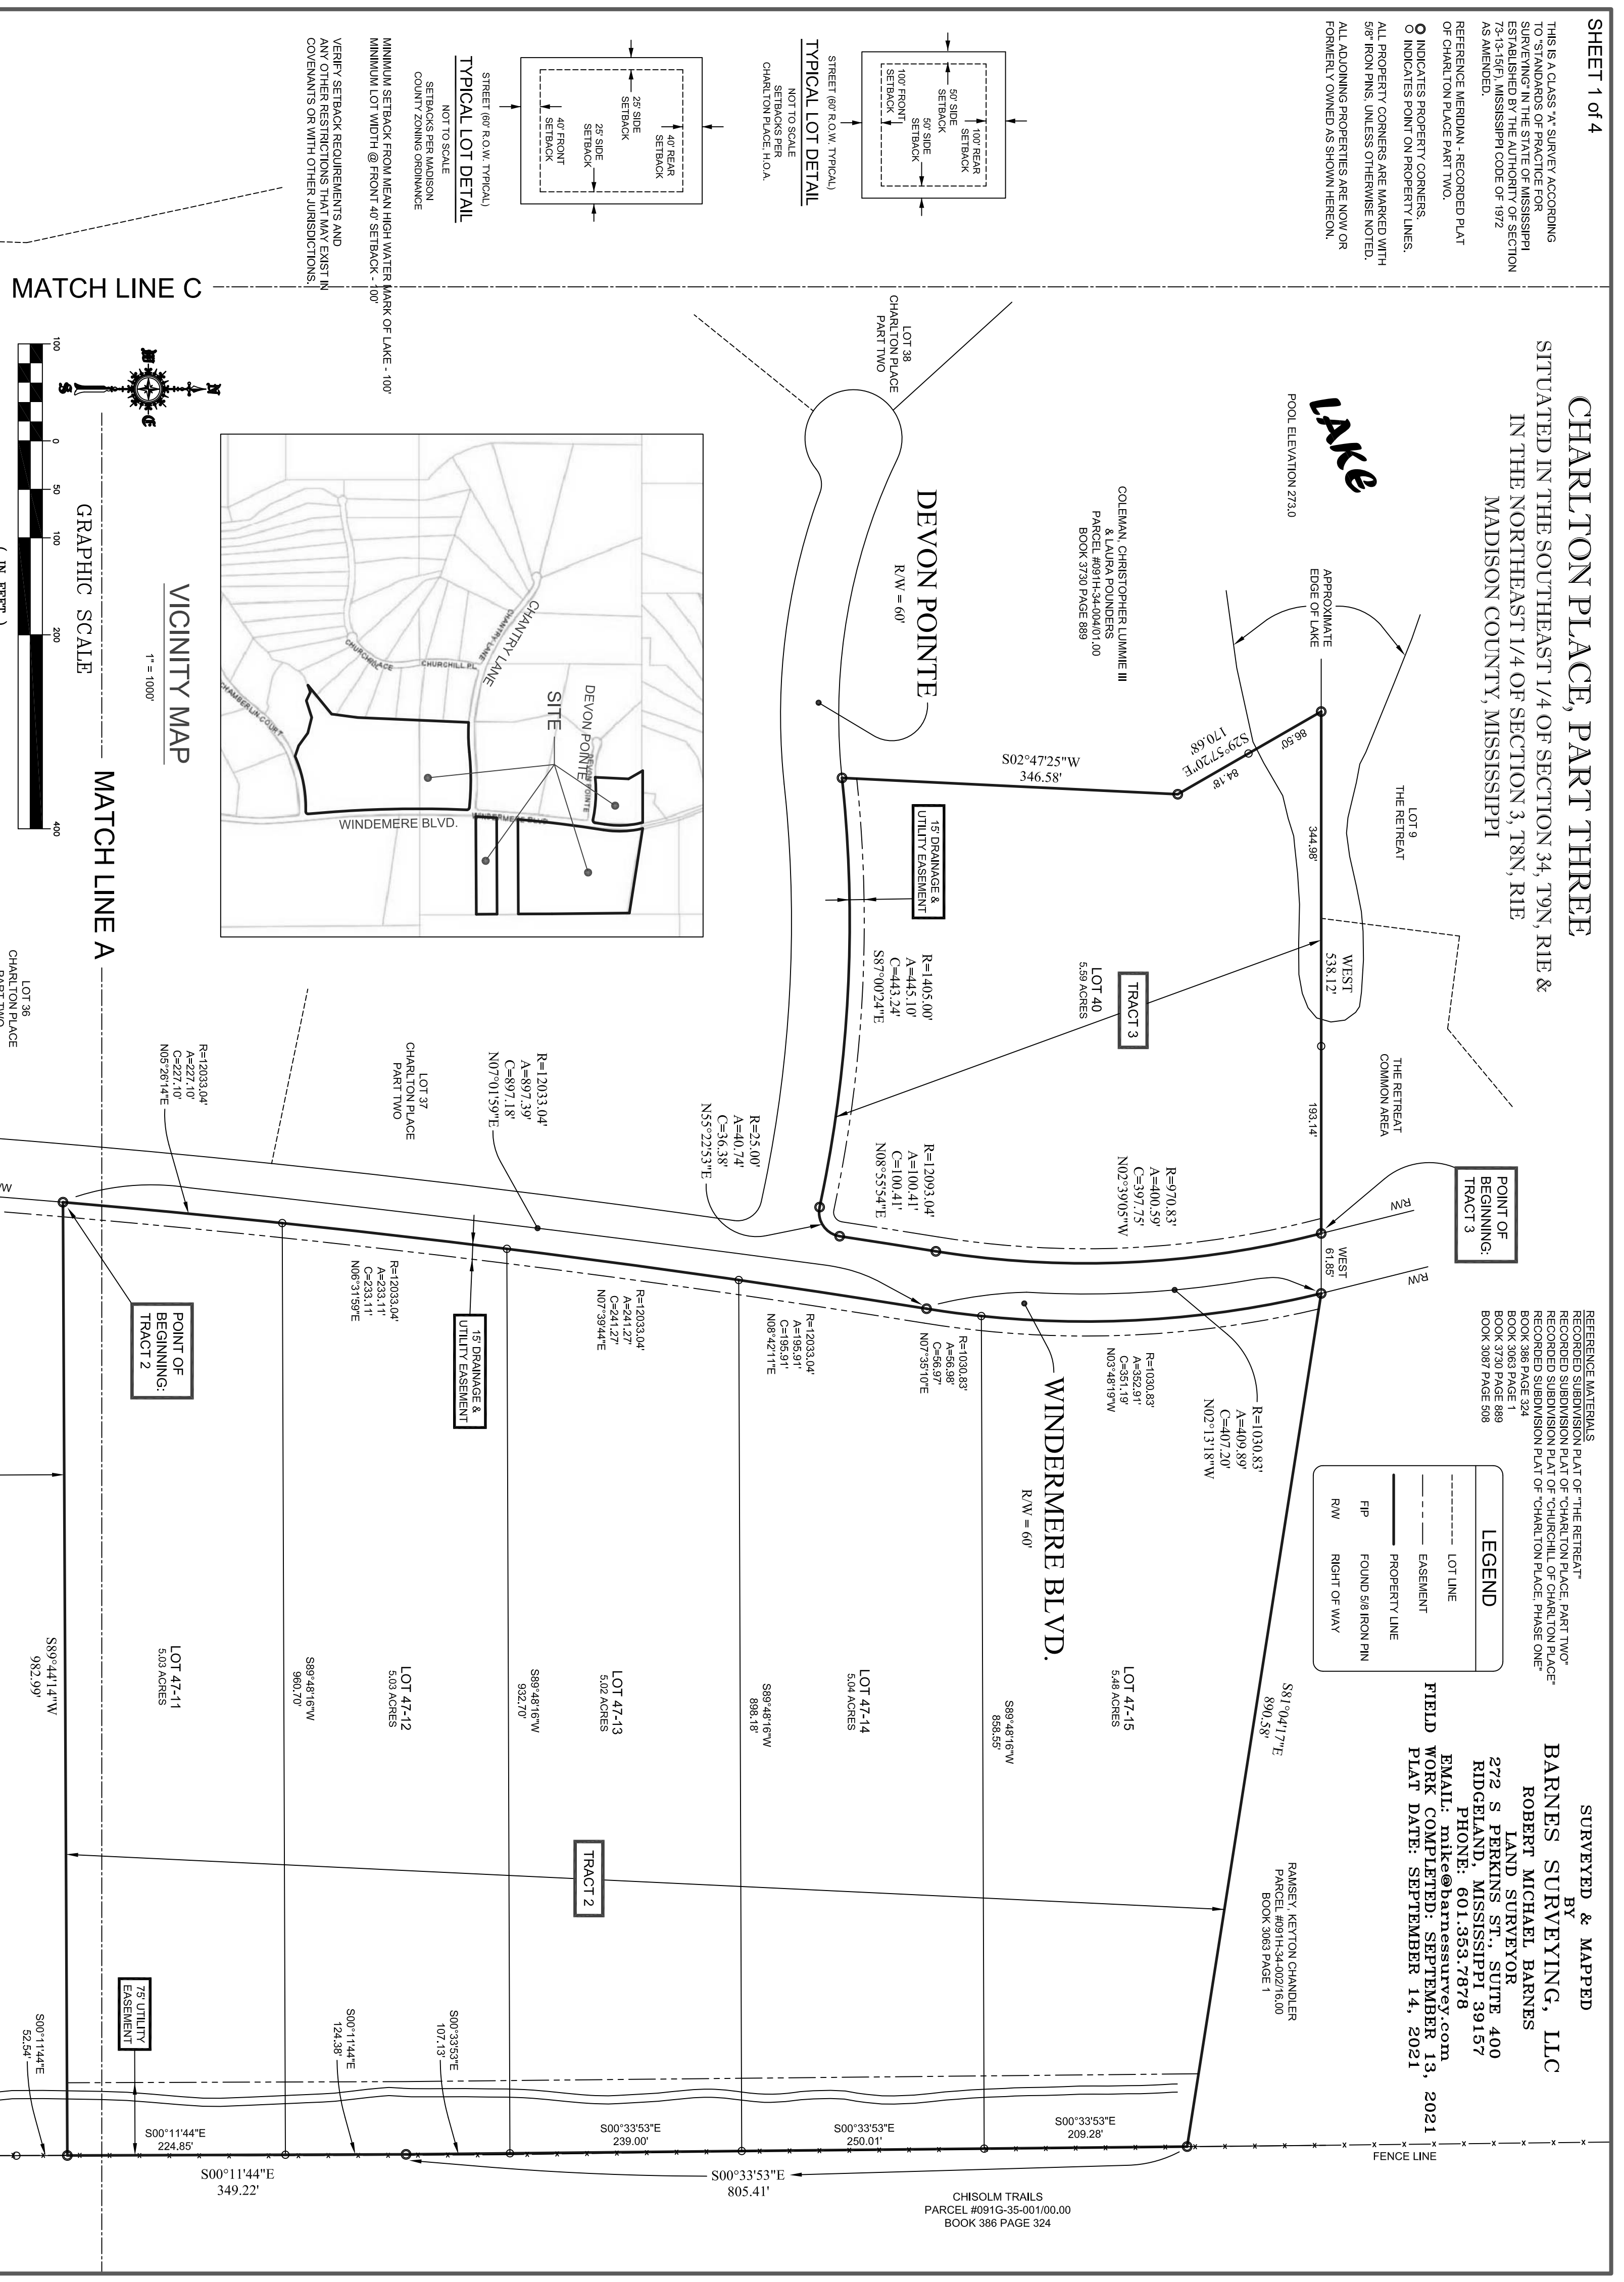 SHEET 1 of 4
THIS IS A CLASS "A" SURVEY ACCORDING
TO "STANDARDS OF PRACTICE FOR
SURVEYING" IN THE STATE OF MISSISSIPPI
ESTABLISHED BY THE AUTHORITY OF SECTION
73-13-15(F), MISSISSIPPI CODE OF 1972
AS AMENDED.
REFERENCE MERIDIAN - RECORDED PLAT
OF CHARLTON PLACE PART TWO.
INDICATES PROPERTY CORNERS,
INDICATES POINT ON PROPERTY LINES.
ALL PROPERTY CORNERS ARE MARKED WITH
5/8" IRON PINS, UNLESS OTHERWISE NOTED.
ALL ADJOINING PROPERTIES ARE NOW OR
FORMERLY OWNED AS SHOWN HEREON.
100' REAR
SETBACK
50' SIDE
SETBACK
50' SIDE
SETBACK
100' FRONT
SETBACK
STREET (60' R.O.W. TYPICAL)
TYPICAL LOT DETAIL
NOT TO SCALE
SETBACKS PER
CHARLTON PLACE, H.O.A.
40' REAR
SETBACK
25' SIDE
SETBACK
25' SIDE
SETBACK
40' FRONT
SETBACK
STREET (60' R.O.W. TYPICAL)
TYPICAL LOT DETAIL
NOT TO SCALE
SETBACKS PER MADISON
COUNTY ZONING ORDINANCE
MINIMUM SETBACK FROM MEAN HIGH WATER MARK OF LAKE - 100'
MINIMUM LOT WIDTH @ FRONT 40' SETBACK - 100'
VERIFY SETBACK REQUIREMENTS AND
ANY OTHER RESTRICTIONS THAT MAY EXIST IN
COVENANTS OR WITH OTHER JURISDICTIONS.
MATCH LINE C
CHARLTON PLACE, PART THREE
SITUATED IN THE SOUTHEAST 1/4 OF SECTION 34, T9N, R1E &
IN THE NORTHEAST 1/4 OF SECTION 3, T8N, R1E
MADISON COUNTY, MISSISSIPPI
LAKE
POOL ELEVATION 273.0
APPROXIMATE
EDGE OF LAKE
LOT 9
THE RETREAT
THE RETREAT
COMMON AREA
WEST
538.12'
344.98'
193.14'
86.50'
S29°57'20"E
170.68'
84.18'
S02°47'25"W
346.58'
COLEMAN, CHRISTOPHER LUMMIE III
& LAURA POUNDERS
PARCEL #091H-34-004/01.00
BOOK 3730 PAGE 889
LOT 38
CHARLTON PLACE
PART TWO
DEVON POINTE
R/W = 60'
15' DRAINAGE &
UTILITY EASEMENT
TRACT 3
LOT 40
5.59 ACRES
R=1405.00'
A=445.10'
C=443.24'
S87°00'24"E
R=970.83'
A=400.59'
C=397.75'
N02°39'05"W
R=12093.04'
A=100.41'
C=100.41'
N08°55'54"E
R=25.00'
A=40.74'
C=36.38'
N55°22'53"E
POINT OF
BEGINNING:
TRACT 3
R/W
R/W
WEST
61.85'
R=12033.04'
A=897.39'
C=897.18'
N07°01'59"E
LOT 37
CHARLTON PLACE
PART TWO
R=12033.04'
A=227.10'
C=227.10'
N05°26'14"E
CHANTRY LANE
CHANTRY LANE
CHURCHILL PL
CHAMBERLIN COURT
SITE
DEVON POINTE
DEVON POINTE
WINDEMERE BLVD.
WINDERMERE BLVD
VICINITY MAP
1" = 1000'
N
S
E
GRAPHIC SCALE
100
0
50
100
200
400
( IN FEET )
MATCH LINE A
LOT 36
CHARLTON PLACE
PART TWO
REFERENCE MATERIALS
RECORDED SUBDIVISION PLAT OF "THE RETREAT"
RECORDED SUBDIVISION PLAT OF "CHARLTON PLACE, PART TWO"
RECORDED SUBDIVISION PLAT OF "CHURCHILL OF CHARLTON PLACE"
RECORDED SUBDIVISION PLAT OF "CHARLTON PLACE, PHASE ONE"
BOOK 386 PAGE 324
BOOK 3063 PAGE 1
BOOK 3730 PAGE 889
BOOK 3087 PAGE 508
LEGEND
LOT LINE
EASEMENT
PROPERTY LINE
FIP FOUND 5/8 IRON PIN
R/W RIGHT OF WAY
SURVEYED & MAPPED
BY
BARNES SURVEYING, LLC
ROBERT MICHAEL BARNES
LAND SURVEYOR
272 S PERKINS ST., SUITE 400
RIDGELAND, MISSISSIPPI 39157
PHONE: 601.353.7878
EMAIL: mike@barnessurvey.com
FIELD WORK COMPLETED: SEPTEMBER 13, 2021
PLAT DATE: SEPTEMBER 14, 2021
R=1030.83'
A=409.89'
C=407.20'
N02°13'18"W
R=1030.83'
A=352.91'
C=351.19'
N03°48'19"W
WINDERMERE BLVD.
R/W = 60'
R=1030.83'
A=56.98'
C=56.97'
N07°35'10"E
R=12033.04'
A=195.91'
C=195.91'
N08°42'11"E
R=12033.04'
A=241.27'
C=241.27'
N07°39'44"E
15' DRAINAGE &
UTILITY EASEMENT
R=12033.04'
A=233.11'
C=233.11'
N06°31'59"E
POINT OF
BEGINNING:
TRACT 2
S81°04'17"E
890.58'
RAMSEY, KEYTON CHANDLER
PARCEL #091H-34-002/16.00
BOOK 3063 PAGE 1
LOT 47-15
5.48 ACRES
S89°48'16"W
858.55'
LOT 47-14
5.04 ACRES
S89°48'16"W
898.18'
LOT 47-13
5.02 ACRES
S89°48'16"W
932.70'
LOT 47-12
5.03 ACRES
S89°48'16"W
960.70'
LOT 47-11
5.03 ACRES
S89°44'14"W
982.99'
TRACT 2
75' UTILITY
EASEMENT
S00°33'53"E
107.13'
S00°11'44"E
124.38'
S00°11'44"E
52.54'
S00°11'44"E
224.85'
S00°33'53"E
239.00'
S00°33'53"E
250.01'
S00°33'53"E
209.28'
FENCE LINE
S00°11'44"E
349.22'
S00°33'53"E
805.41'
CHISOLM TRAILS
PARCEL #091G-35-001/00.00
BOOK 386 PAGE 324